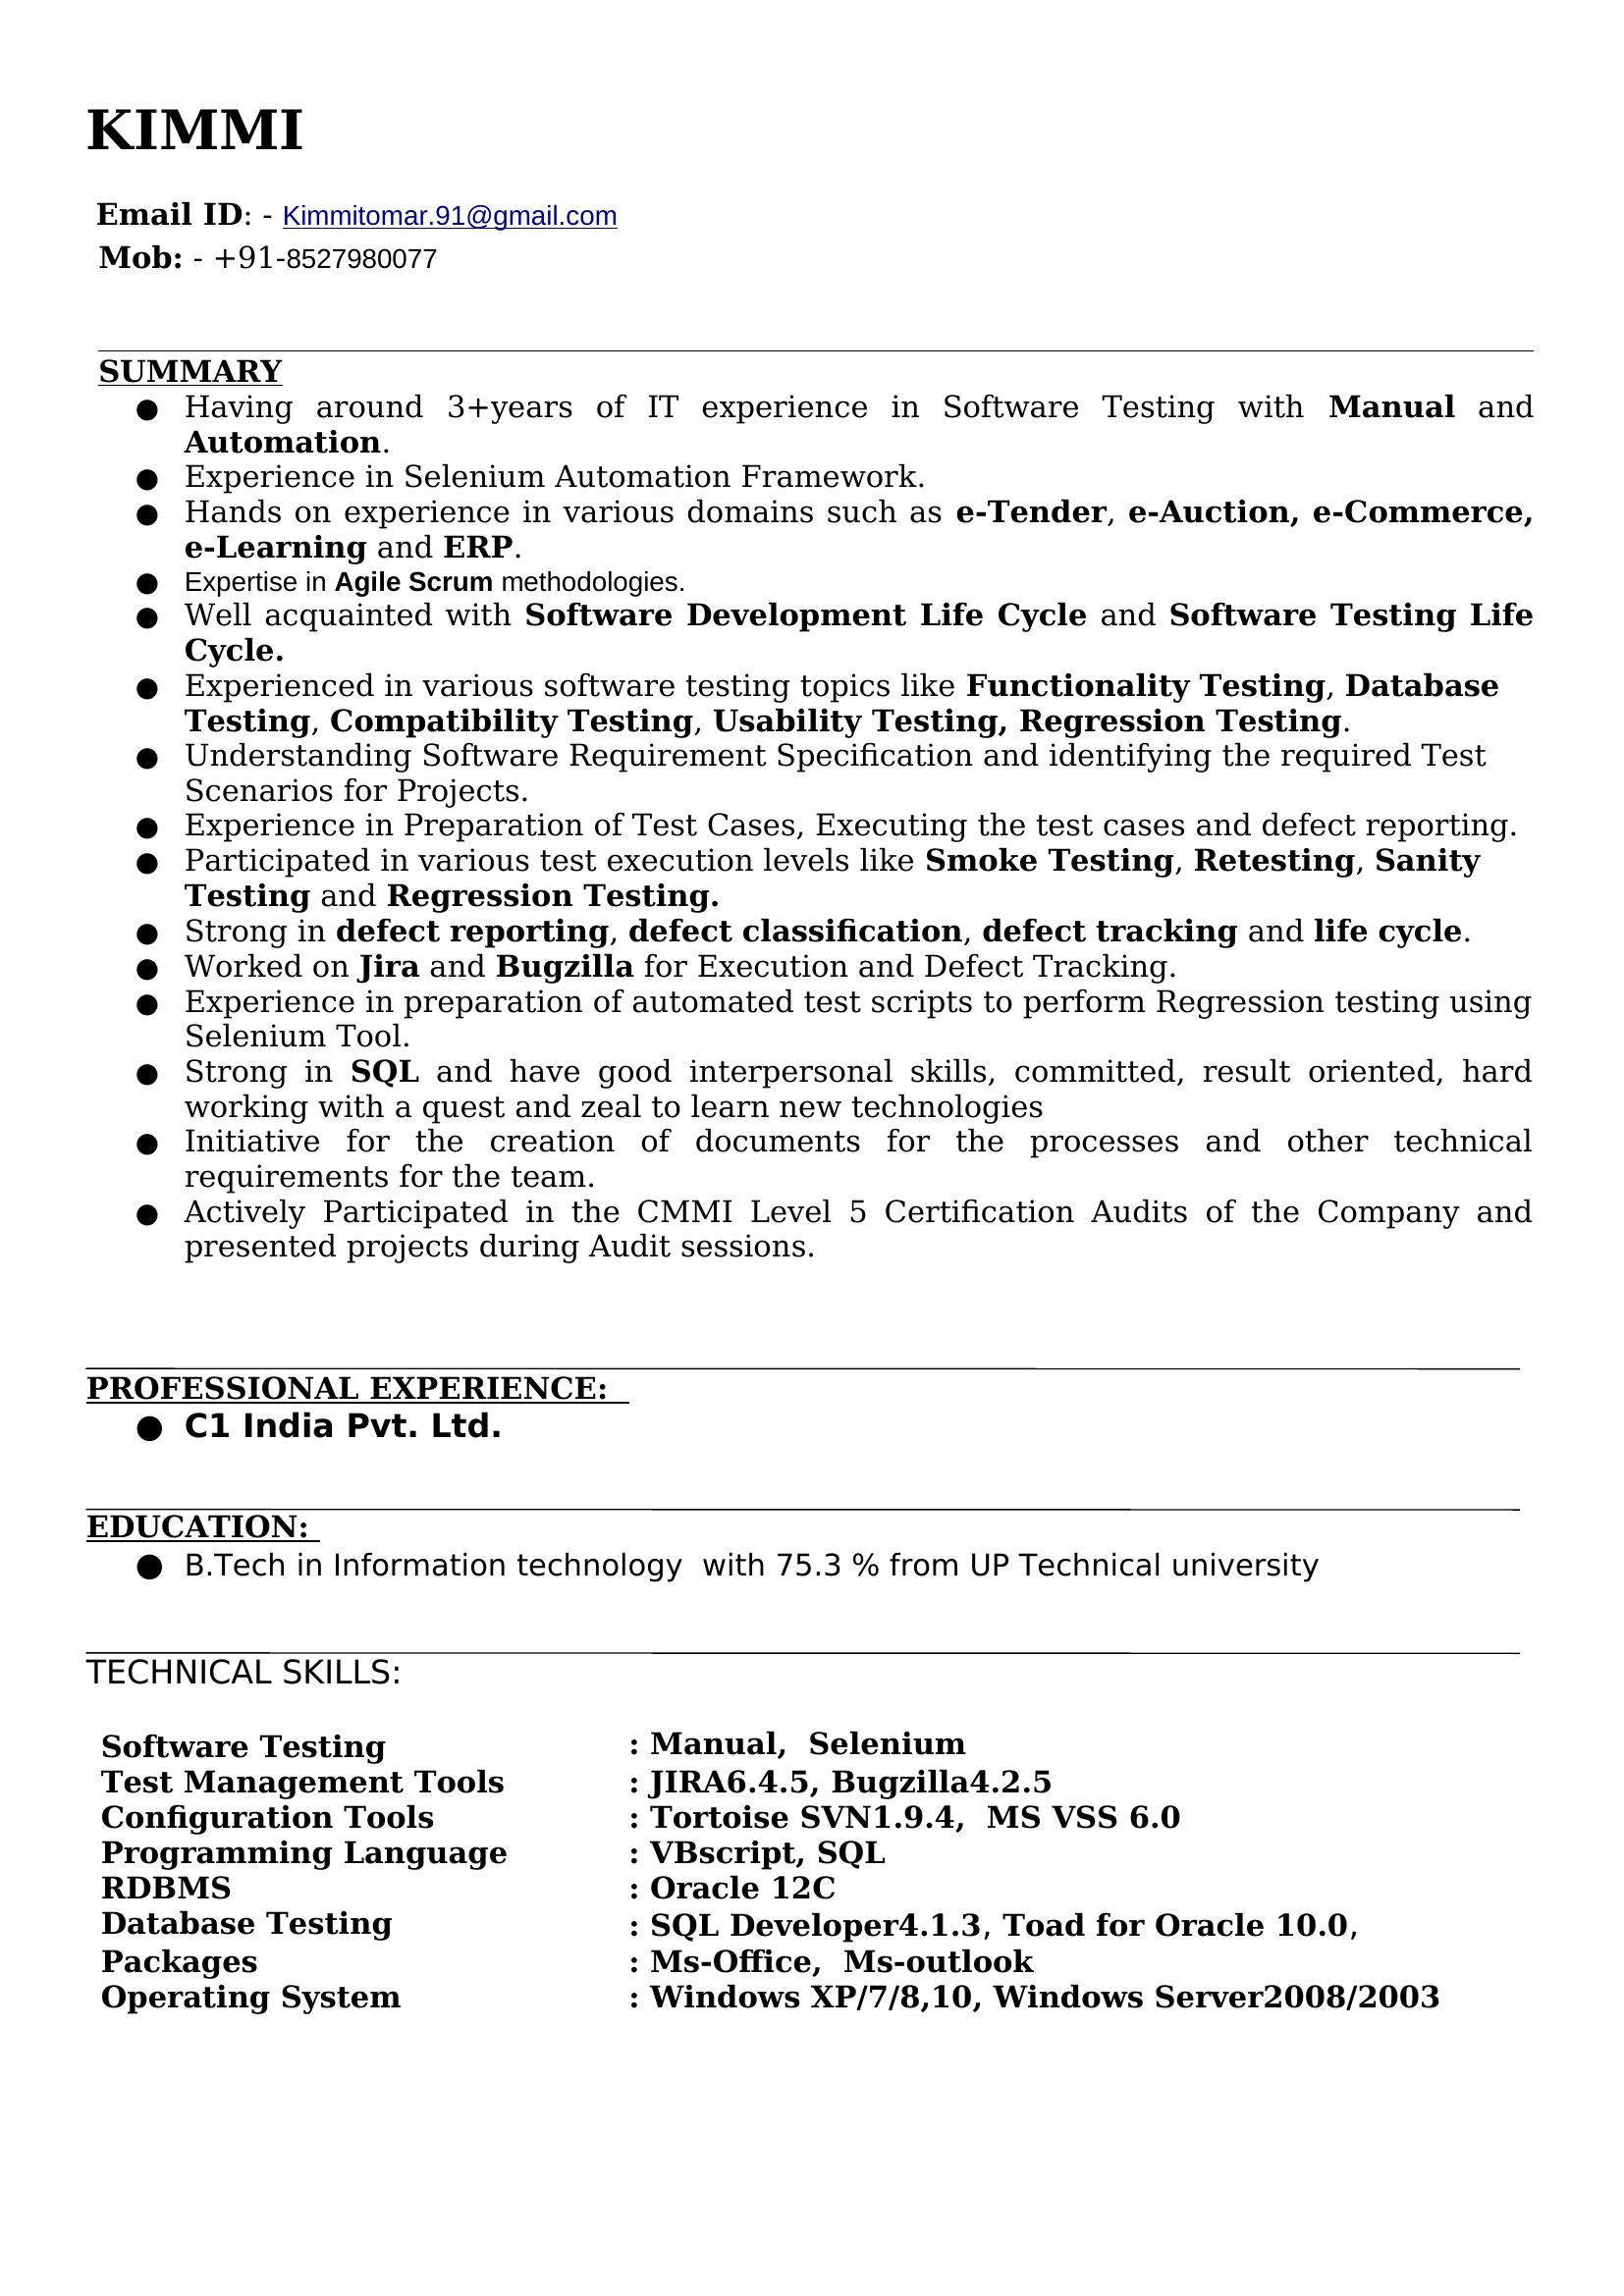 KIMMI
Email ID: - Kimmitomar.91@gmail.com
Mob: - +91-8527980077
SUMMARY
● Having around 3+years of IT experience in Software Testing with Manual and
Automation.
● Experience in Selenium Automation Framework.
● Hands on experience in various domains such as e-Tender, e-Auction, e-Commerce,
e-Learning and ERP.
● Expertise in Agile Scrum methodologies.
● Well acquainted with Software Development Life Cycle and Software Testing Life
Cycle.
● Experienced in various software testing topics like Functionality Testing, Database
Testing, Compatibility Testing, Usability Testing, Regression Testing.
● Understanding Software Requirement Specification and identifying the required Test
Scenarios for Projects.
● Experience in Preparation of Test Cases, Executing the test cases and defect reporting.
● Participated in various test execution levels like Smoke Testing, Retesting, Sanity
Testing and Regression Testing.
● Strong in defect reporting, defect classification, defect tracking and life cycle.
● Worked on Jira and Bugzilla for Execution and Defect Tracking.
● Experience in preparation of automated test scripts to perform Regression testing using
Selenium Tool.
● Strong in SQL and have good interpersonal skills, committed, result oriented, hard
working with a quest and zeal to learn new technologies
● Initiative for the creation of documents for the processes and other technical
requirements for the team.
● Actively Participated in the CMMI Level 5 Certification Audits of the Company and
presented projects during Audit sessions.
PROFESSIONAL EXPERIENCE:
● C1 India Pvt. Ltd.
EDUCATION:
● B.Tech in Information technology with 75.3 % from UP Technical university
TECHNICAL SKILLS:
Software Testing : Manual, Selenium
Test Management Tools : JIRA6.4.5, Bugzilla4.2.5
Configuration Tools : Tortoise SVN1.9.4, MS VSS 6.0
Programming Language : VBscript, SQL
RDBMS : Oracle 12C
Database Testing : SQL Developer4.1.3, Toad for Oracle 10.0,
Packages : Ms-Office, Ms-outlook
Operating System : Windows XP/7/8,10, Windows Server2008/2003